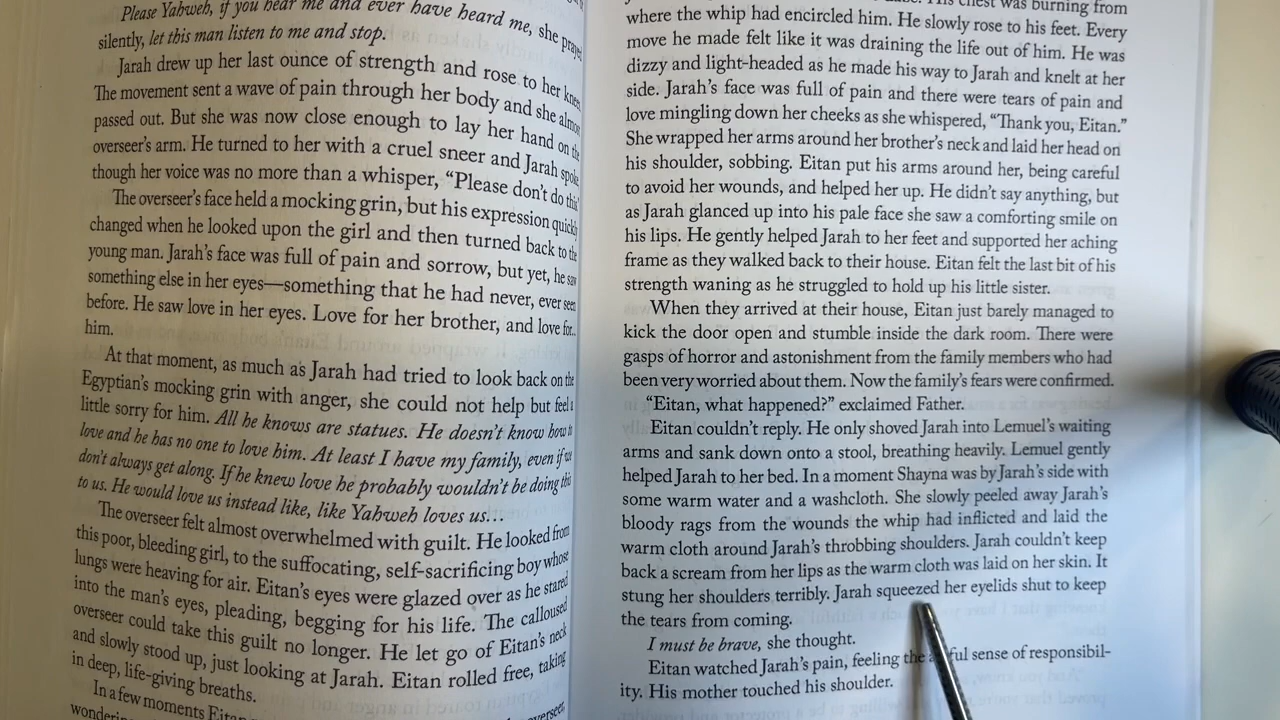 Please Yahweh, if you hear me and ever have heard me, she prayed
silently, let this man listen to me and stop.
Jarah drew up her last ounce of strength and rose to her knees.
The movement sent a wave of pain through her body and she almost
passed out. But she was now close enough to lay her hand on the
overseer's arm. He turned to her with a cruel sneer and Jarah spoke
though her voice was no more than a whisper, “Please don't do this
The overseer's face held a mocking grin, but his expression quickly
changed when he looked upon the girl and then turned back to the
young man. Jarah's face was full of pain and sorrow, but yet, he saw
something else in her eyes—something that he had never, ever seen
before. He saw love in her eyes. Love for her brother, and love for..
him.
At that moment, as much as Jarah had tried to look back on the
Egyptian's mocking grin with anger, she could not help but feel a
little sorry for him. All he knows are statues. He doesn't know how to
love and he has no one to love him. At least I have my family, even if we
don't always get along. If he knew love he probably wouldn't be doing this
to us. He would love us instead like, like Yahweh loves us…
The overseer felt almost overwhelmed with guilt. He looked from
this poor, bleeding girl, to the suffocating, self-sacrificing boy whose
lungs were heaving for air. Eitan's eyes were glazed over as he stared
into the man's eyes, pleading, begging for his life. The calloused
overseer could take this guilt no longer. He let go of Eitan's neck
and slowly stood up, just looking at Jarah. Eitan rolled free, taking
in deep, life-giving breaths.
In a few moments Eitan
overseer,
chest was burning from
where the whip had encircled him. He slowly rose to his feet. Every
move he made felt like it was draining the life out of him. He was
dizzy and light-headed as he made his way to Jarah and knelt at her
side. Jarah's face was full of pain and there were tears of pain and
love mingling down her cheeks as she whispered, “Thank you, Eitan.”
She wrapped her arms around her brother's neck and laid her head on
his shoulder, sobbing. Eitan put his arms around her, being careful
to avoid her wounds, and helped her up. He didn't say anything, but
as Jarah glanced up into his pale face she saw a comforting smile on
his lips. He gently helped Jarah to her feet and supported her aching
frame as they walked back to their house. Eitan felt the last bit of his
strength waning as he struggled to hold up his little sister.
When they arrived at their house, Eitan just barely managed to
kick the door open and stumble inside the dark room. There were
gasps of horror and astonishment from the family members who had
been very worried about them. Now the family's fears were confirmed.
“Eitan, what happened?” exclaimed Father.
Eitan couldn't reply. He only shoved Jarah into Lemuel's waiting
arms and sank down onto a stool, breathing heavily. Lemuel gently
helped Jarah to her bed. In a moment Shayna was by Jarah's side with
some warm water and a washcloth. She slowly peeled away Jarah's
bloody rags from the wounds the whip had inflicted and laid the
warm cloth around Jarah's throbbing shoulders. Jarah couldn't keep
back a scream from her lips as the warm cloth was laid on her skin. It
stung her shoulders terribly. Jarah squeezed her eyelids shut to keep
the tears from coming.
I must be brave, she thought.
Eitan watched Jarah's pain, feeling the sense of responsibil-
ity. His mother touched his shoulder.